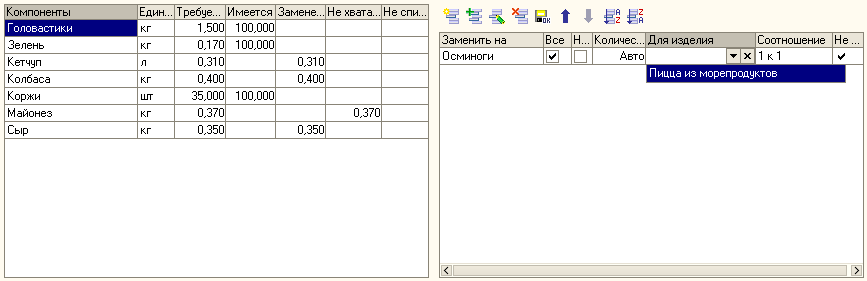 Компоненты Един... Требуе... Имеется Замене... Не хвата... Не спи...
Головастики кг 1,500 100,000
Зелень кг 0,170 100,000
Кетчуп л 0,310 0,310
Колбаса кг 0,400 0,400
Коржи шт 35,000 100,000
Майонез кг 0,370 0,370
Сыр кг 0,350 0,350
OK A Z Z A
Заменить на Все Н... Количес... Для изделия Соотношение Не ...
Осминоги Авто 1 к 1
Пицца из морепродуктов